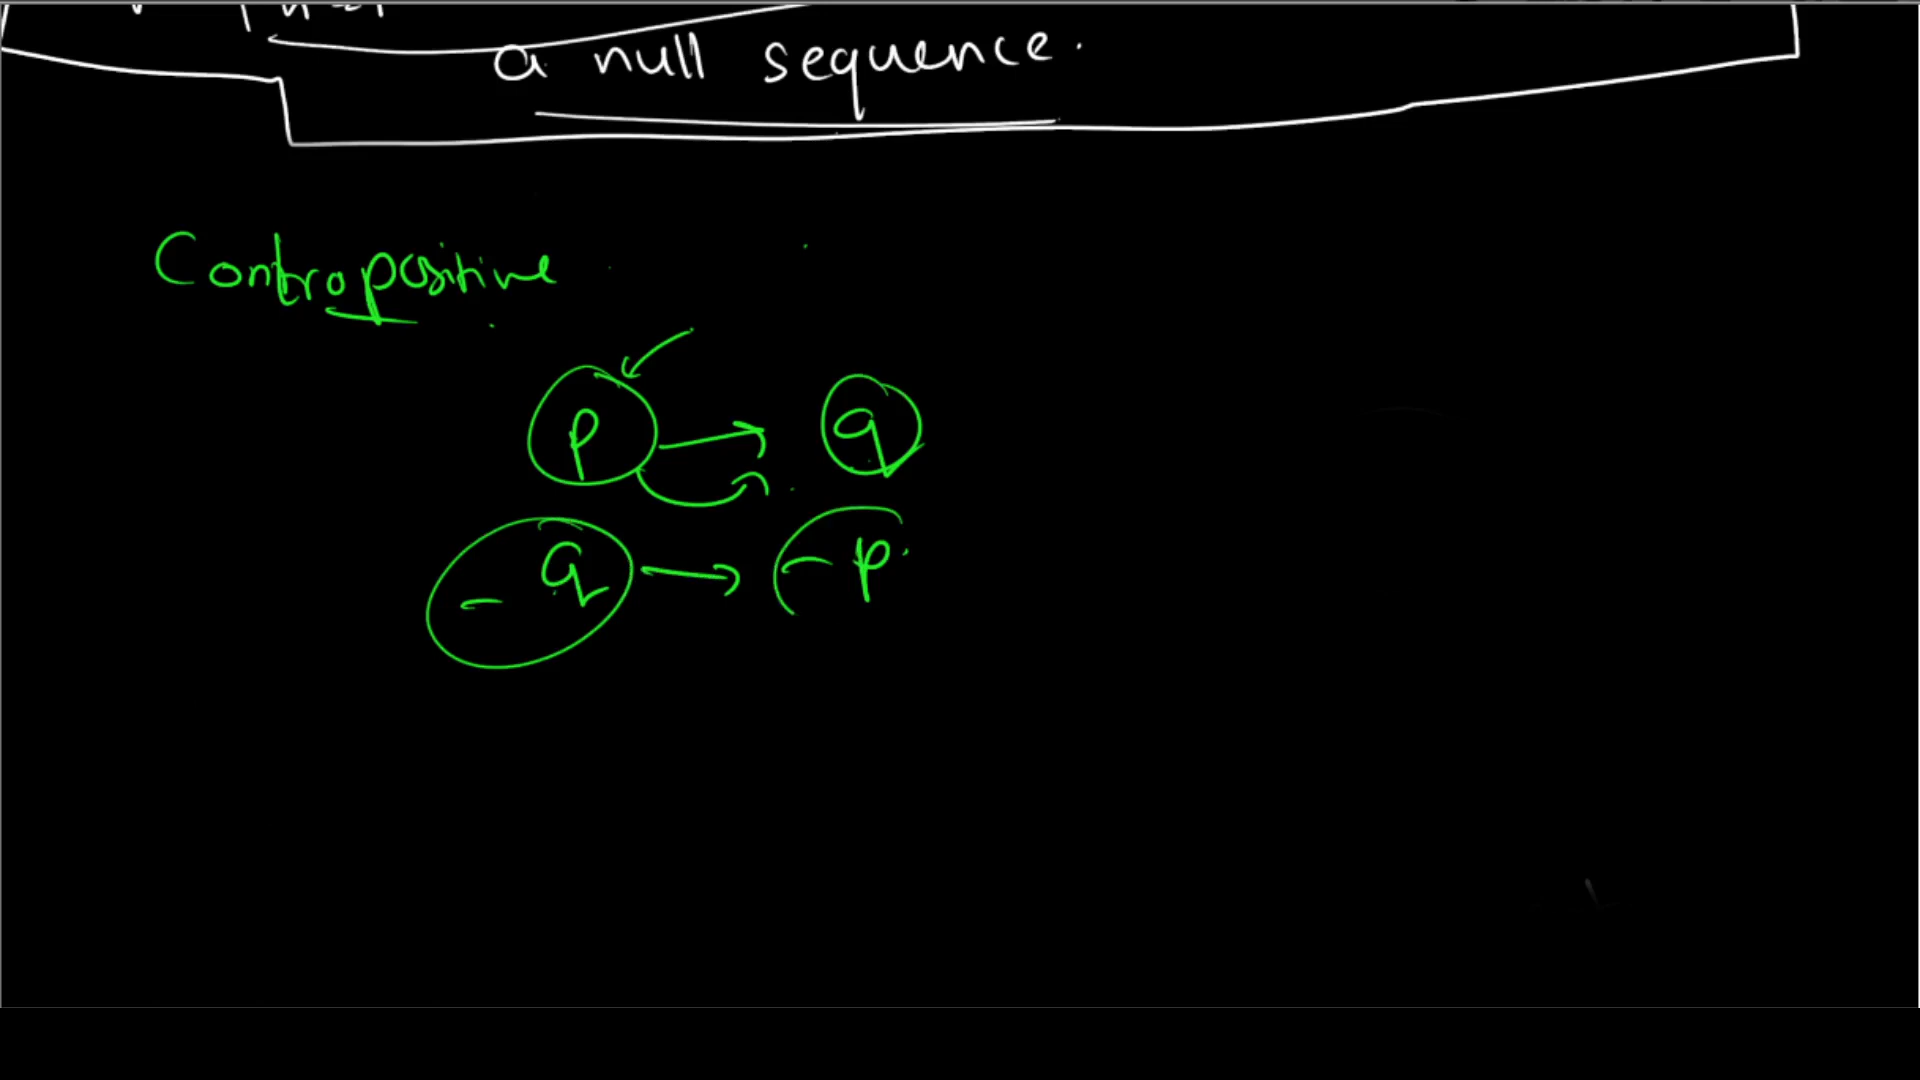 a null sequence.
Contropositive
p → q
- q → - p.